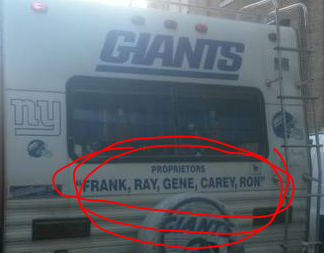 GIANTS
ny
PROPRIETORS
"FRANK, RAY, GENE, CAREY, RON"
GIANTS